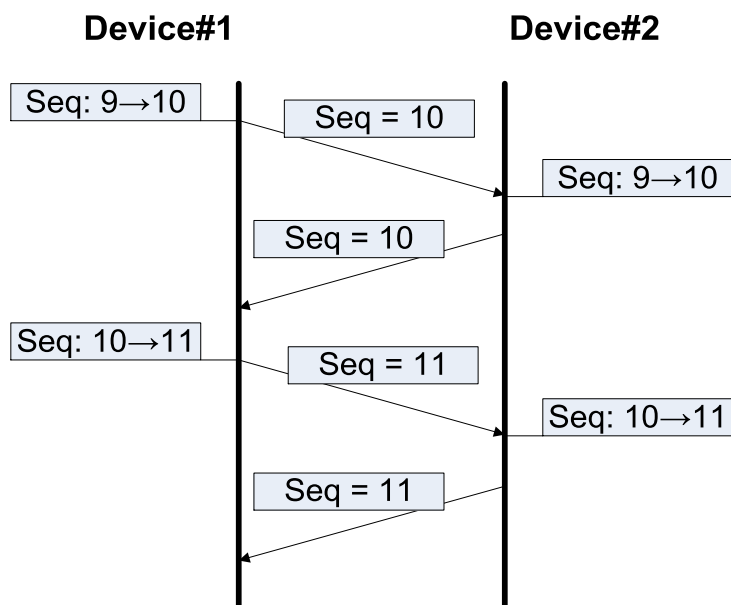 Device#1
Device#2
Seq: 9→10
Seq = 10
Seq: 9→10
Seq = 10
Seq: 10→11
Seq = 11
Seq: 10→11
Seq = 11